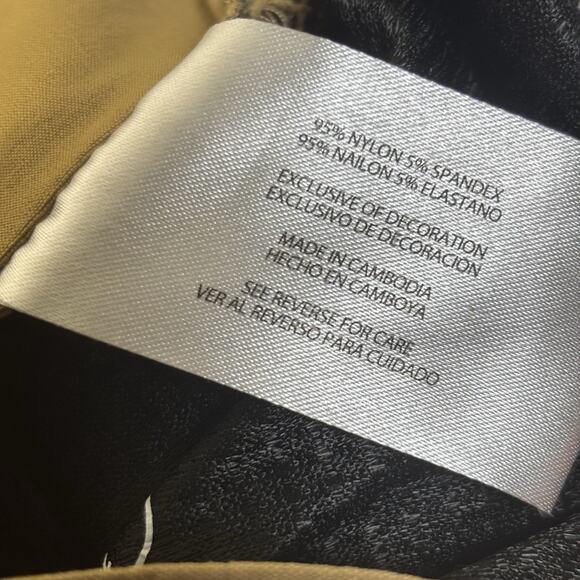 95% NYLON 5% SPANDEX
95% NAILON 5% ELASTANO
EXCLUSIVE OF DECORATION
EXCLUSIVO DE DECORACIÓN
MADE IN CAMBODIA
HECHO EN CAMBOYA
SEE REVERSE FOR CARE
VER AL REVERSO PARA CUIDADO